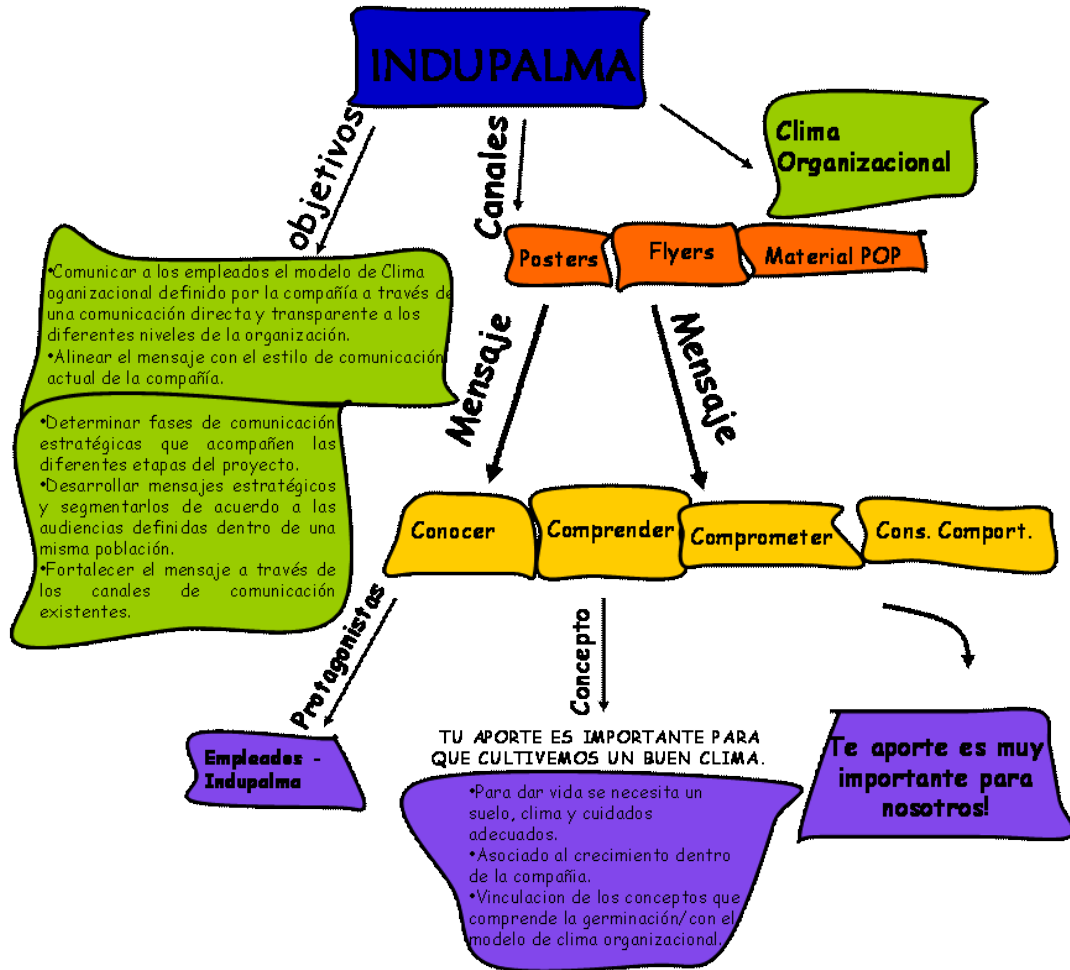 INDUPALMA
objetivos
Canales
Clima
Organizacional
Posters
Flyers
Material POP
•Comunicar a los empleados el modelo de Clima
oganizacional definido por la compañía a través de
una comunicación directa y transparente a los
diferentes niveles de la organización.
•Alinear el mensaje con el estilo de comunicación
actual de la compañía.
•Determinar fases de comunicación
estratégicas que acompañen las
diferentes etapas del proyecto.
•Desarrollar mensajes estratégicos
y segmentarlos de acuerdo a las
audiencias definidas dentro de una
misma población.
•Fortalecer el mensaje a través de
los canales de comunicación
existentes.
Mensaje
Mensaje
Conocer
Comprender
Comprometer
Cons. Comport.
Protagonistas
Concepto
Empleados -
Indupalma
TU APORTE ES IMPORTANTE PARA
QUE CULTIVEMOS UN BUEN CLIMA.
•Para dar vida se necesita un
suelo, clima y cuidados
adecuados.
•Asociado al crecimiento dentro
de la compañia.
•Vinculacion de los conceptos que
comprende la germinación/con el
modelo de clima organizacional.
Te aporte es muy
importante para
nosotros!